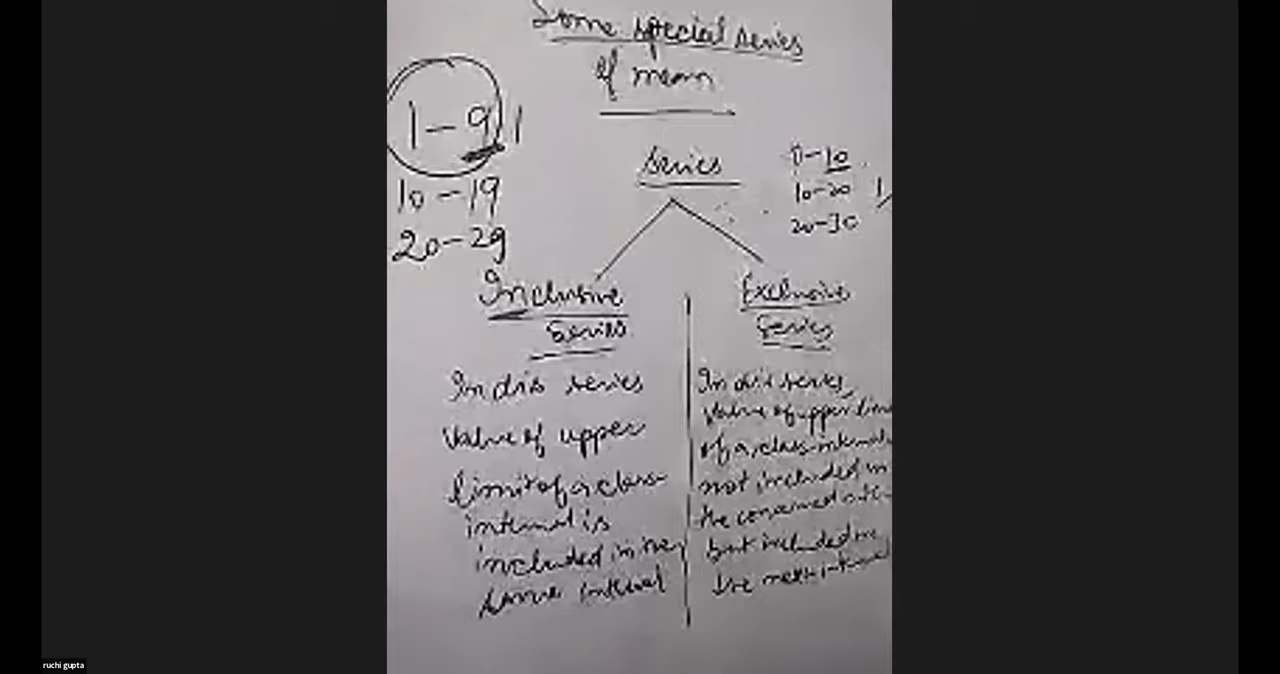 Some special series
of mean
1-9
10-19
20-29
Series
0-10
10-20
20-30
Inclusive
Series
In this series
Value of upper
limit of a class
interval is
included in the
same interval
Exclusive
Series
In this series
Value of upper
of a class
not included in
the concerned
but included in
the next interval
ruchi gupta